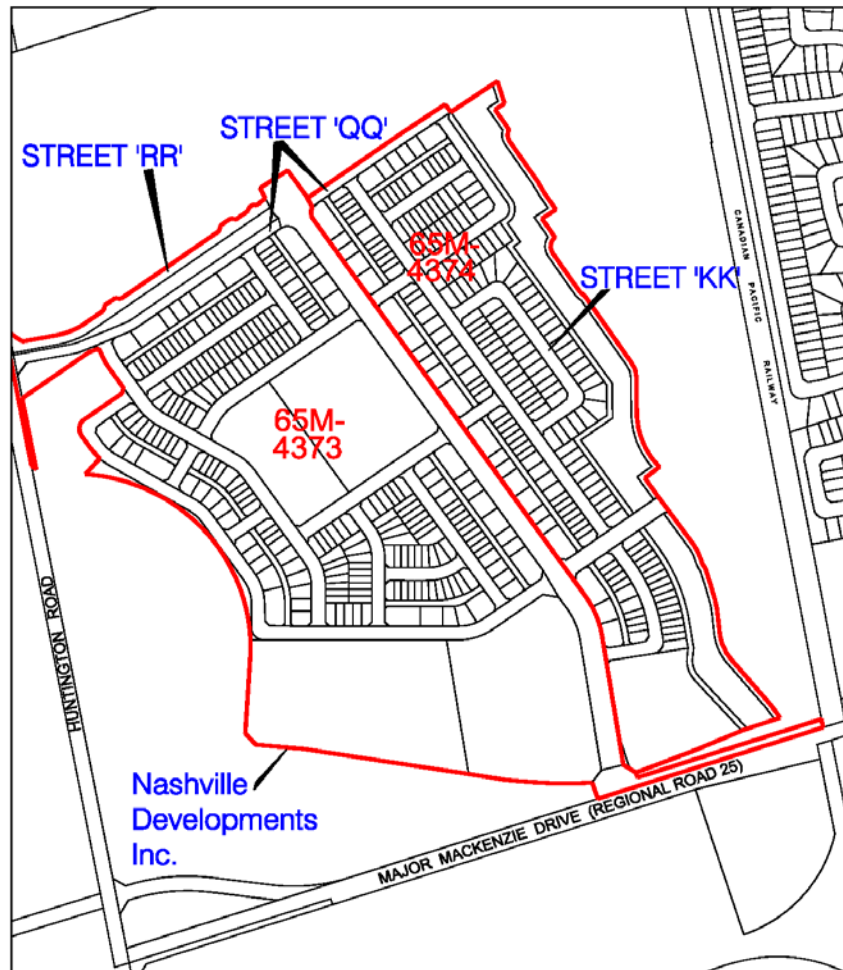 STREET 'QQ'
STREET 'RR'
65M-
4374
STREET 'KK'
CANADIAN PACIFIC RAILWAY
65M-
4373
HUNTINGTON ROAD
Nashville
Developments
Inc.
MAJOR MACKENZIE DRIVE (REGIONAL ROAD 25)